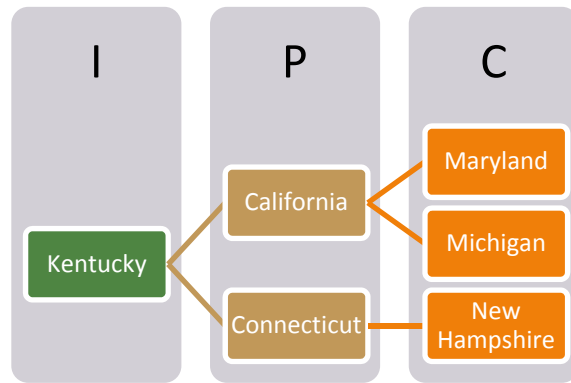 I
P
C
Kentucky
California
Connecticut
Maryland
Michigan
New
Hampshire